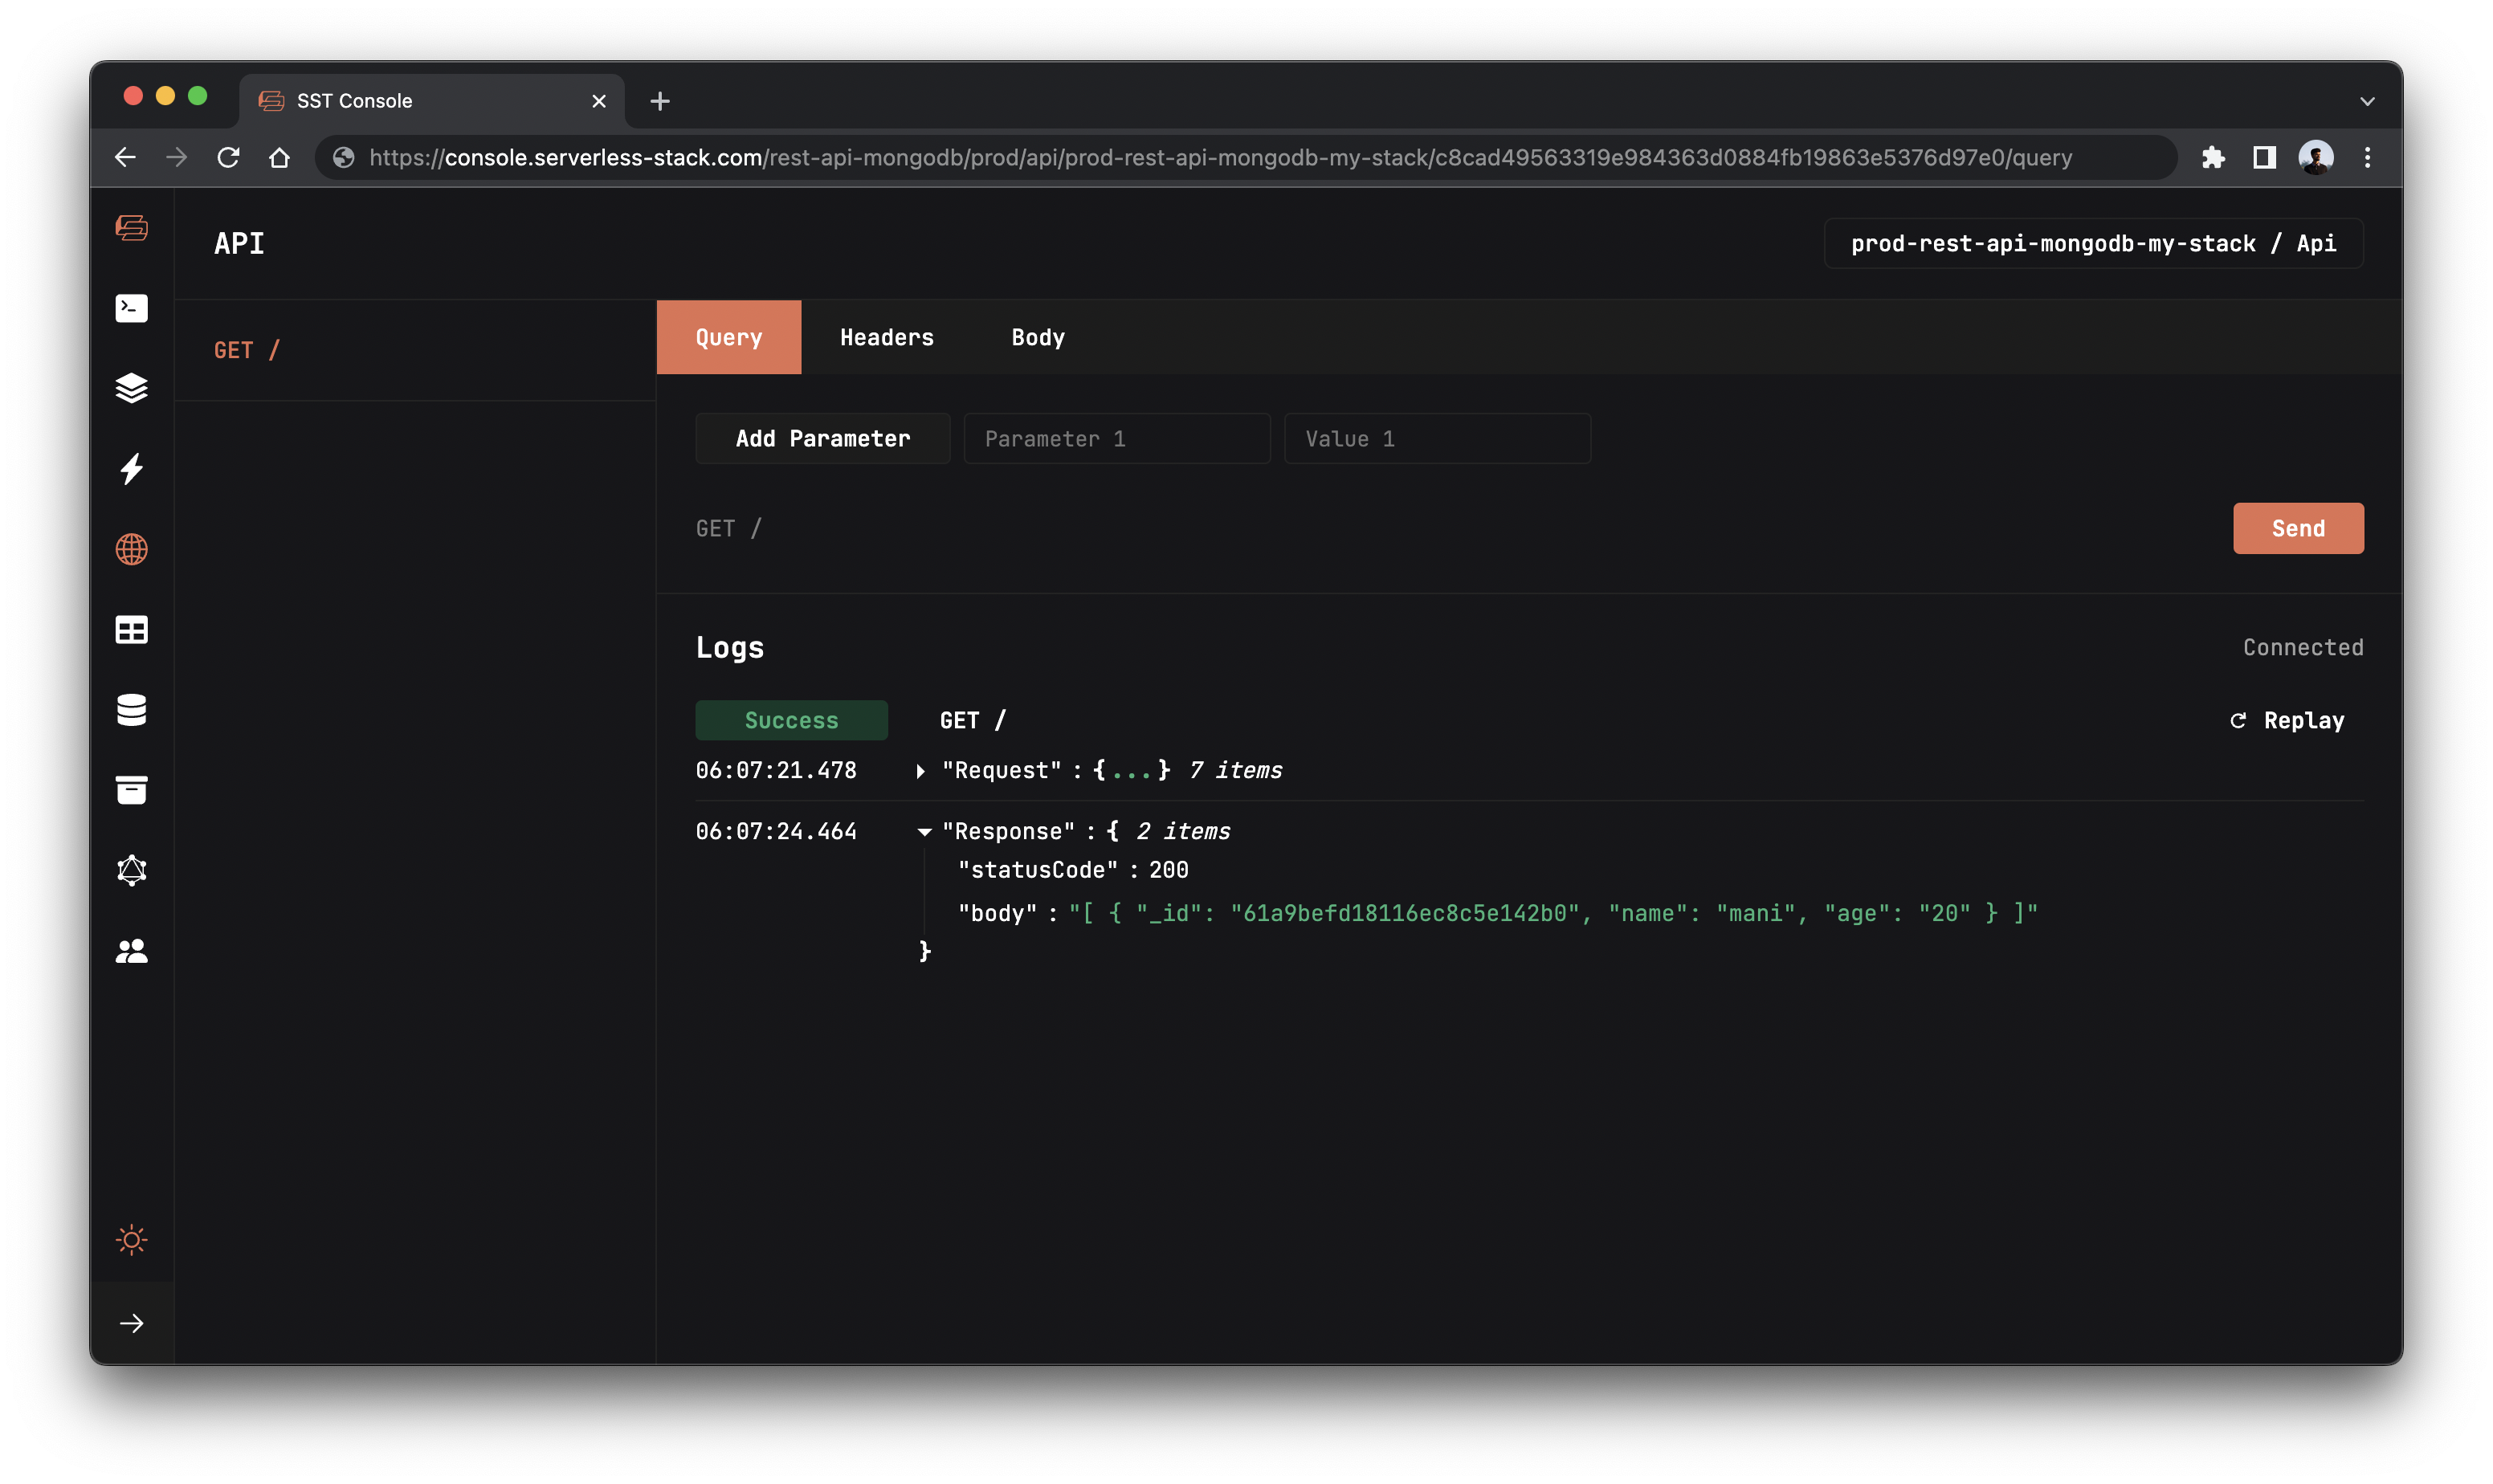 SST Console
https://console.serverless-stack.com/rest-api-mongodb/prod/api/prod-rest-api-mongodb-my-stack/c8cad49563319e984363d0884fb19863e5376d97e0/query
API
prod-rest-api-mongodb-my-stack / Api
GET /
Query Headers Body
Add Parameter Parameter 1 Value 1
GET / Send
Logs Connected
Success GET / Replay
06:07:21.478 "Request" : {...} 7 items
06:07:24.464 "Response" : { 2 items
"statusCode" : 200
"body" : "[ { "_id": "61a9befd18116ec8c5e142b0", "name": "mani", "age": "20" } ]"
}